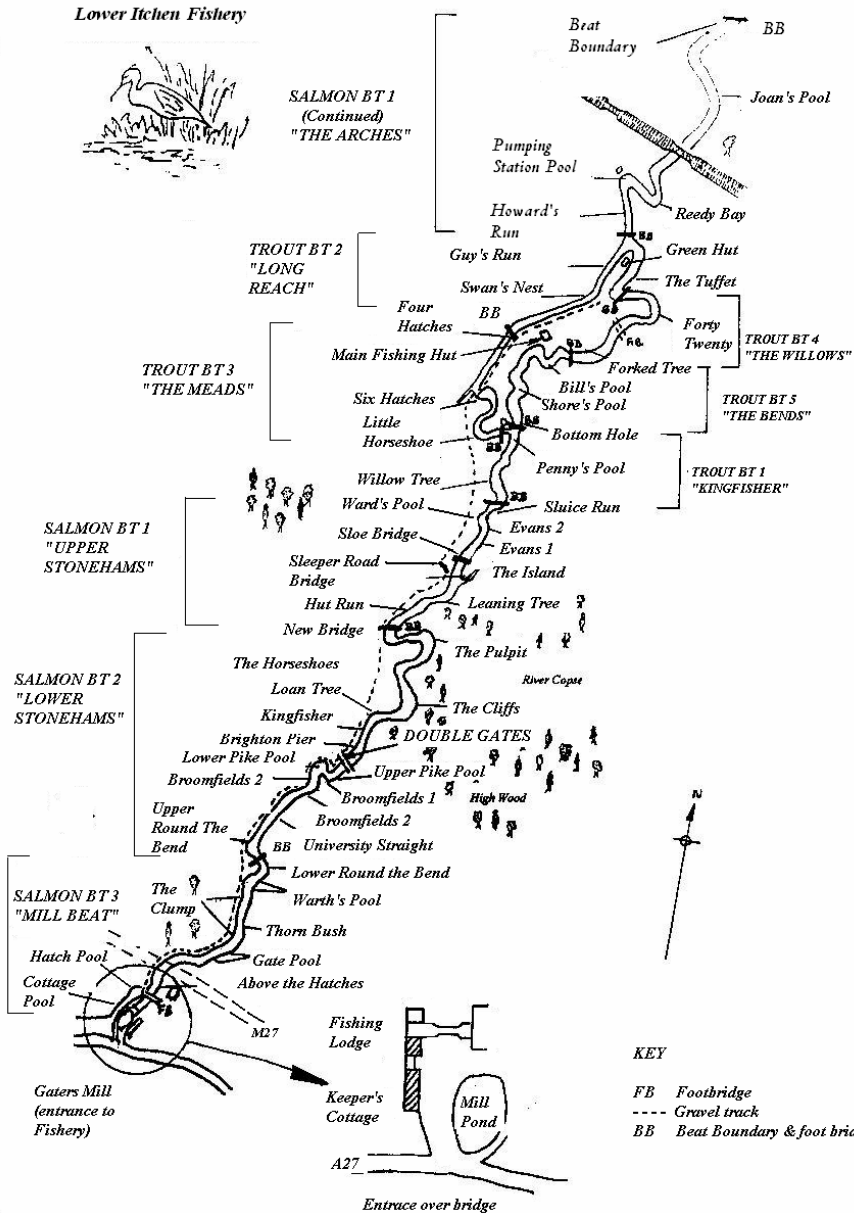 Lower Itchen Fishery
Beat
Boundary
BB
SALMON BT 1
(Continued)
"THE ARCHES"
Joan's Pool
Pumping
Station Pool
Howard's
Run
Reedy Bay
BB
TROUT BT 2
"LONG
REACH"
Guy's Run
Green Hut
Swan's Nest
The Tuffet
Four
Hatches
BB
BB
Forty
Twenty
TROUT BT 4
"THE WILLOWS"
Main Fishing Hut
BB
F.B.
Forked Tree
TROUT BT 3
"THE MEADS"
Bill's Pool
Shore's Pool
TROUT BT 5
"THE BENDS"
Six Hatches
Little
Horseshoe
BB
BB
Bottom Hole
Penny's Pool
TROUT BT 1
"KINGFISHER"
Willow Tree
BB
Ward's Pool
Sluice Run
Evans 2
SALMON BT 1
"UPPER
STONEHAMS"
Sloe Bridge
Evans 1
Sleeper Road
Bridge
The Island
Hut Run
Leaning Tree
New Bridge
BB
The Pulpit
SALMON BT 2
"LOWER
STONEHAMS"
The Horseshoes
River Copse
Loan Tree
The Cliffs
Kingfisher
Brighton Pier
DOUBLE GATES
Lower Pike Pool
Upper Pike Pool
Broomfields 2
Broomfields 1
High Wood
Broomfields 2
Upper
Round The
Bend
BB
University Straight
N
Lower Round the Bend
SALMON BT 3
"MILL BEAT"
The
Clump
Warth's Pool
Thorn Bush
Hatch Pool
Gate Pool
Cottage
Pool
Above the Hatches
FB
M27
Fishing
Lodge
KEY
Gaters Mill
(entrance to
Fishery)
Keeper's
Cottage
Mill
Pond
FB Footbridge
---- Gravel track
BB Beat Boundary & foot brid
A27
Entrace over bridge